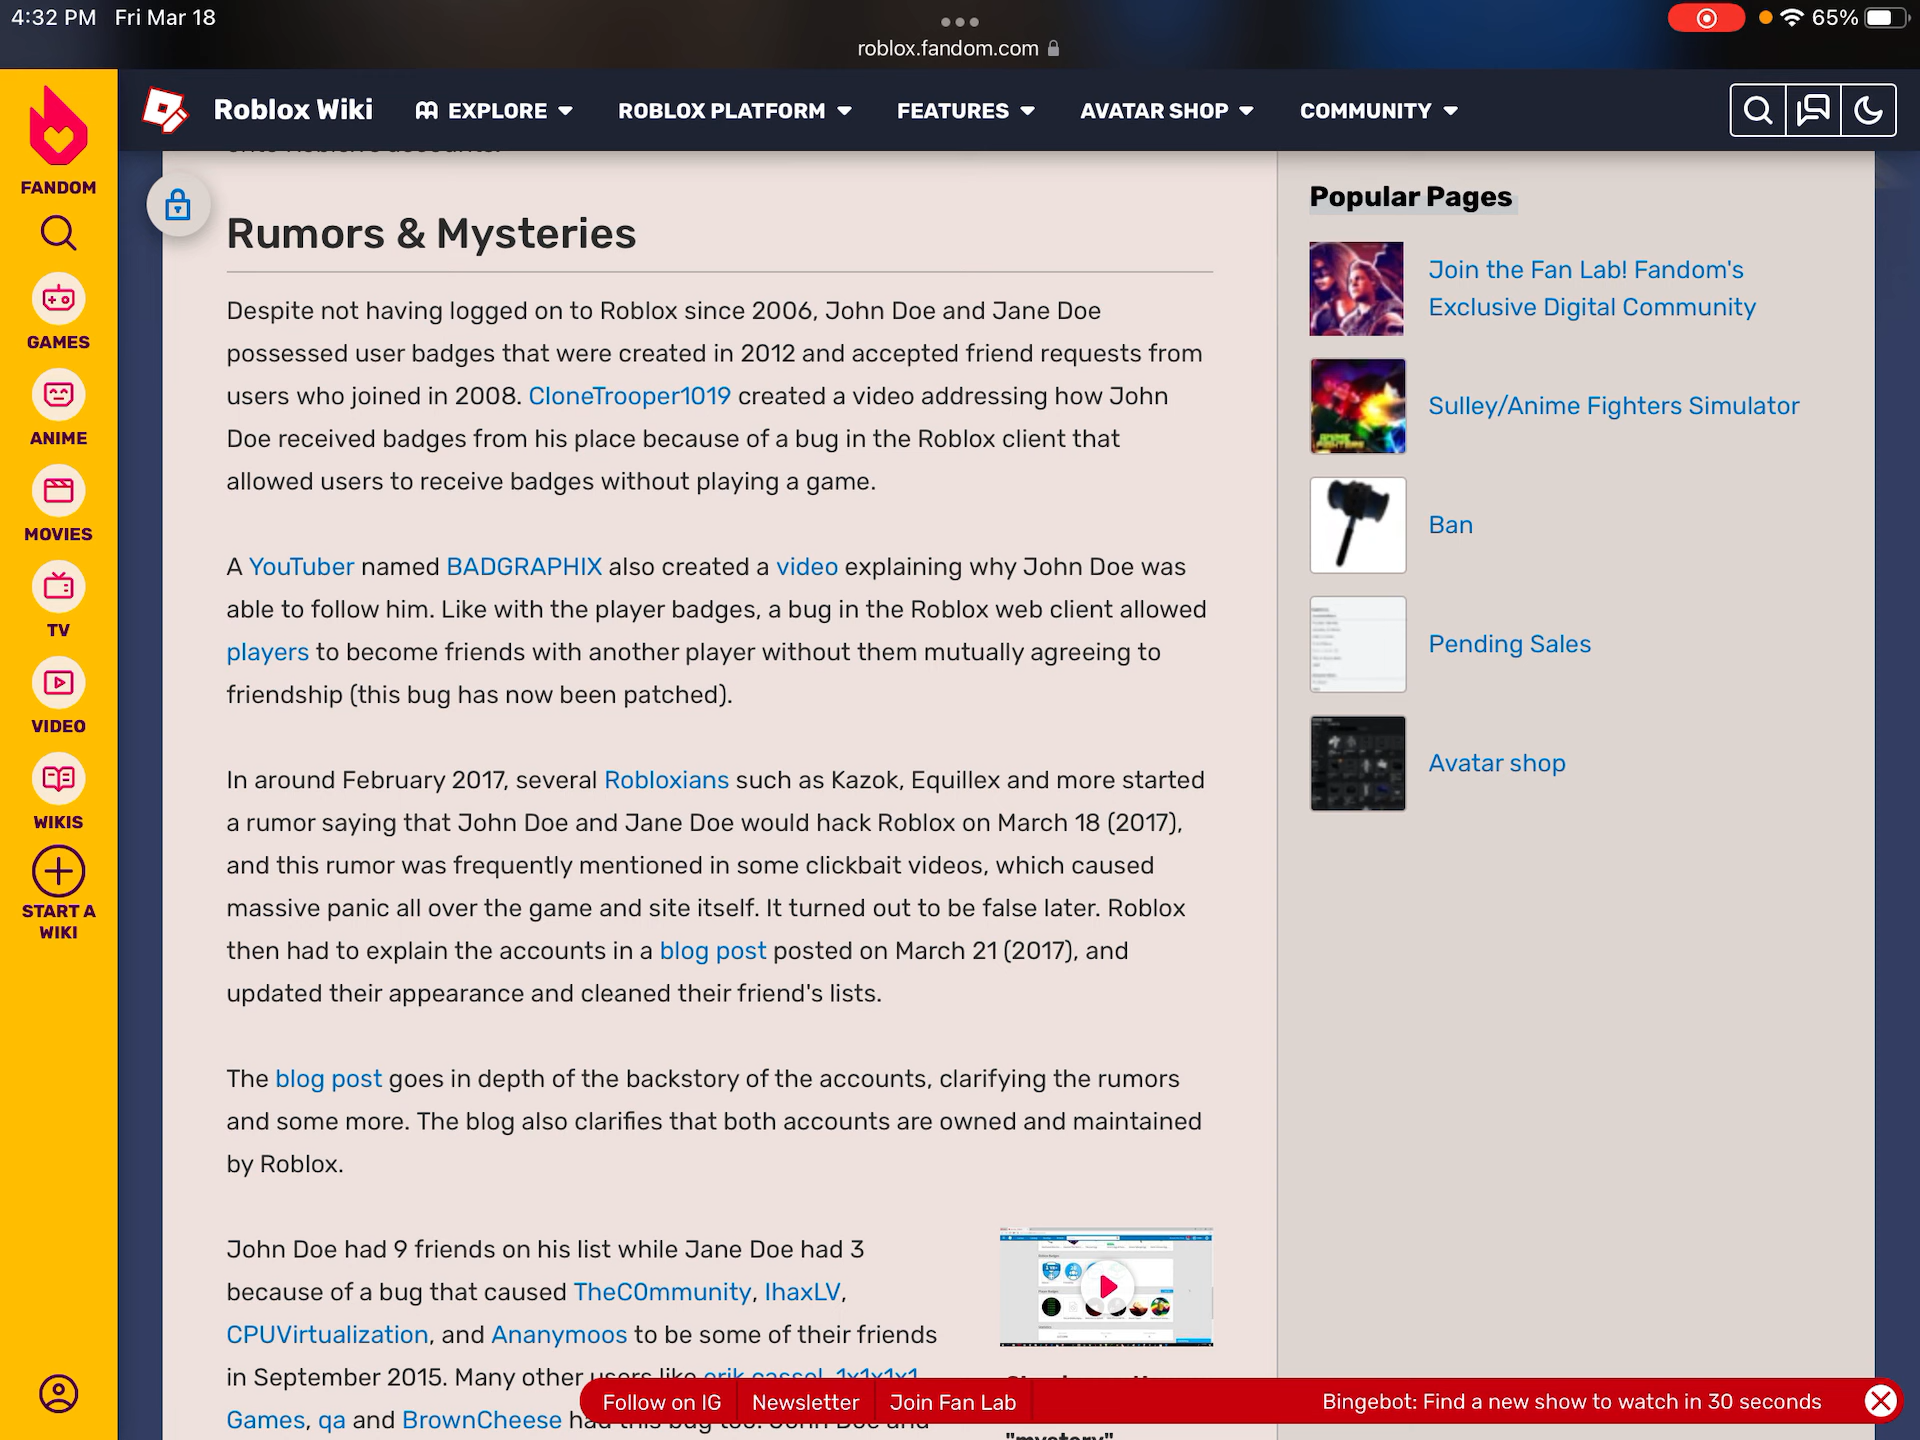 4:32 PM Fri Mar 18
65%
roblox.fandom.com
FANDOM
GAMES
ANIME
MOVIES
TV
VIDEO
WIKIS
START A
WIKI
Roblox Wiki EXPLORE ROBLOX PLATFORM FEATURES AVATAR SHOP COMMUNITY
Rumors & Mysteries
Despite not having logged on to Roblox since 2006, John Doe and Jane Doe
possessed user badges that were created in 2012 and accepted friend requests from
users who joined in 2008. CloneTrooper1019 created a video addressing how John
Doe received badges from his place because of a bug in the Roblox client that
allowed users to receive badges without playing a game.
A YouTuber named BADGRAPHIX also created a video explaining why John Doe was
able to follow him. Like with the player badges, a bug in the Roblox web client allowed
players to become friends with another player without them mutually agreeing to
friendship (this bug has now been patched).
In around February 2017, several Robloxians such as Kazok, Equillex and more started
a rumor saying that John Doe and Jane Doe would hack Roblox on March 18 (2017),
and this rumor was frequently mentioned in some clickbait videos, which caused
massive panic all over the game and site itself. It turned out to be false later. Roblox
then had to explain the accounts in a blog post posted on March 21 (2017), and
updated their appearance and cleaned their friend's lists.
The blog post goes in depth of the backstory of the accounts, clarifying the rumors
and some more. The blog also clarifies that both accounts are owned and maintained
by Roblox.
John Doe had 9 friends on his list while Jane Doe had 3
because of a bug that caused TheC0mmunity, IhaxLV,
CPUVirtualization, and Ananymoos to be some of their friends
in September 2015. Many other users like erik.cassel, 1x1x1x1,
Games, qa and BrownCheese had this bug too. John Doe and
"mystery"
Popular Pages
Join the Fan Lab! Fandom's
Exclusive Digital Community
Sulley/Anime Fighters Simulator
Ban
Pending Sales
Avatar shop
Follow on IG Newsletter Join Fan Lab Bingebot: Find a new show to watch in 30 seconds